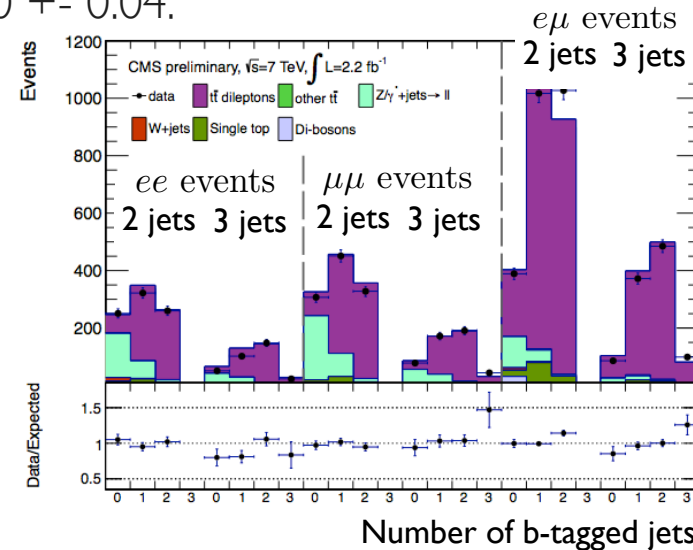 0 +- 0.04.
eμ events
2 jets 3 jets
Events
1200
1000
800
600
400
200
CMS preliminary, √s=7 TeV, ∫ L=2.2 fb⁻¹
data
tt̄ dileptons
other tt̄
Z/γ*+jets→ ll
W+jets
Single top
Di-bosons
ee events
2 jets 3 jets
μμ events
2 jets 3 jets
Data/Expected
1.5
1
0.5
0 1 2 3 0 1 2 3 0 1 2 3 0 1 2 3 0 1 2 3 0 1 2 3
Number of b-tagged jets